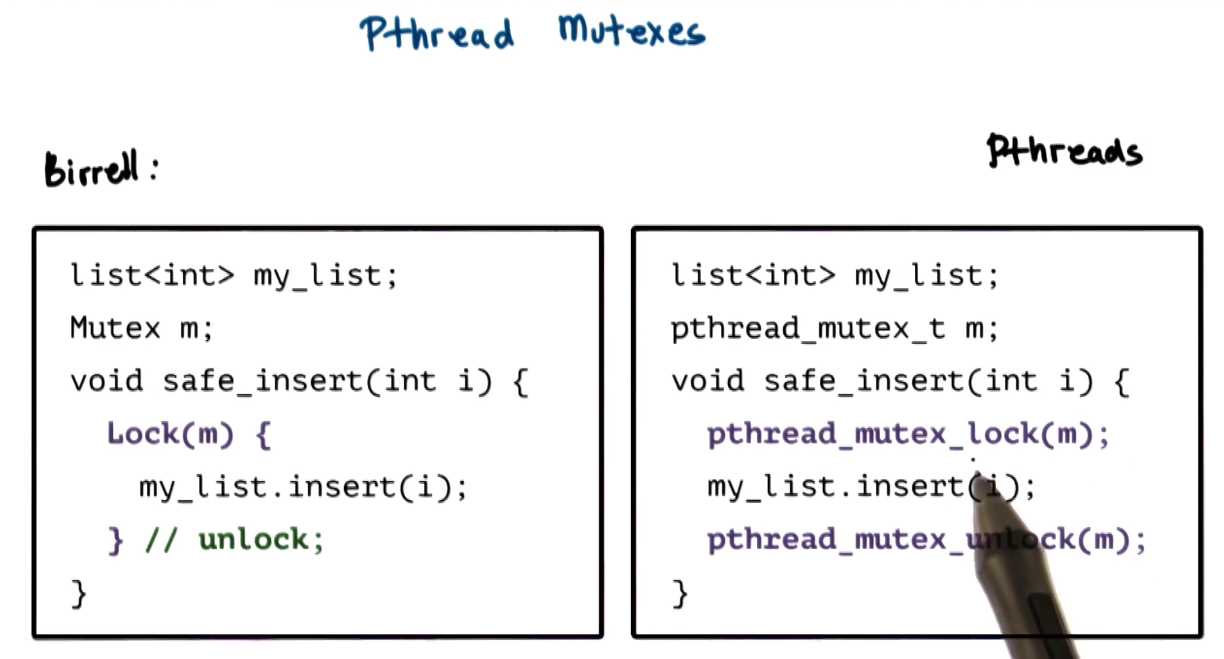 Pthread Mutexes
Birrell:
list<int> my_list;
Mutex m;
void safe_insert(int i) {
Lock(m) {
my_list.insert(i);
} // unlock;
}
Pthreads
list<int> my_list;
pthread_mutex_t m;
void safe_insert(int i) {
pthread_mutex_lock(m);
my_list.insert(i);
pthread_mutex_unlock(m);
}